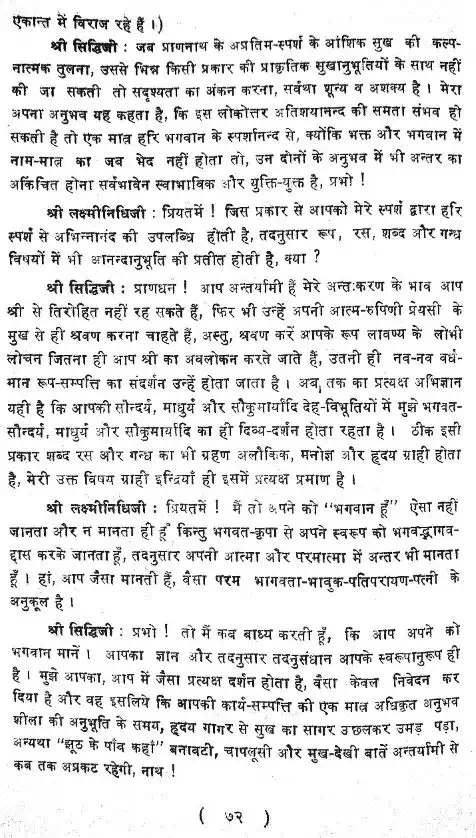 एकान्त में विराज रहे हैं ।)
श्री सिद्धिजी : जब प्राणनाथ के अप्रतिम-स्पर्श के आंशिक सुख की कल्प-
नात्मक तुलना, उससे भिन्न किसी प्रकार की प्राकृतिक सुखानुभूतियों के साथ नहीं
की जा सकती तो सदृश्यता का अंकन करना, सर्वथा शून्य व अशक्य है । मेरा
अपना अनुभव यह कहता है, कि इस लोकोत्तर अतिशयानन्द की समता संभव हो
सकती है तो एक मात्र हरि भगवान के स्पर्शानन्द से, क्योंकि भक्त और भगवान में
नाम-मात्र का जब भेद नहीं होता तो, उन दोनों के अनुभव में भी अन्तर का
अकिंचित होना सर्वभावेन स्वाभाविक और युक्ति-युक्त है, प्रभो !
श्री लक्ष्मीनिधिजी : प्रियतमें ! जिस प्रकार से आपको मेरे स्पर्श द्वारा हरि
स्पर्श से अभिन्नानंद की उपलब्धि होती है, तदनुसार रूप, रस, शब्द और गन्ध
विषयों में भी आनन्दानुभूति की प्रतीत होती है, क्या ?
श्री सिद्धिजी : प्राणधन ! आप अन्तर्यामी हैं मेरे अन्तःकरण के भाव आप
श्री से तिरोहित नहीं रह सकते हैं, फिर भी उन्हें अपनी आत्म-रुपिणी प्रेयसी के
मुख से ही श्रवण करना चाहते हैं, अस्तु, श्रवण करें आपके रूप लावण्य के लोभी
लोचन जितना ही आप श्री का अवलोकन करते जाते हैं, उतनी ही नव-नव वर्ध-
मान रूप-सम्पत्ति का संदर्शन उन्हें होता जाता है । अब तक का प्रत्यक्ष अभिज्ञान
यही है कि आपकी सौन्दर्य, माधुर्य और सौकुमार्यादि देह-विभूतियों में मुझे भगवत-
सौन्दर्य, माधुर्य और सौकुमार्यादि का ही दिव्य-दर्शन होता रहता है । ठीक इसी
प्रकार शब्द रस और गन्ध का भी ग्रहण अलौकिक, मनोज्ञ और हृदय ग्राही होता
है, मेरी उक्त विषय ग्राही इन्द्रियाँ ही इसमें प्रत्यक्ष प्रमाण है ।
श्री लक्ष्मीनिधिजी : प्रियतमें ! मैं तो अपने को "भगवान हूँ" ऐसा नहीं
जानता और न मानता ही हूँ किन्तु भगवत-कृपा से अपने स्वरूप को भगवद्भागव-
द्दास करके जानता हूँ, तदनुसार अपनी आत्मा और परमात्मा में अन्तर भी मानता
हूँ । हां, आप जैसा मानती हैं, वैसा परम भागवता-भावुक-पतिपरायण-पत्नी के
अनुकूल है ।
श्री सिद्धिजी : प्रभो ! तो मैं कब बाध्य करती हूँ, कि आप अपने को
भगवान मानें । आपका ज्ञान और तदनुसार तदनुसंधान आपके स्वरूपानुरूप ही
है । मुझे आपका, आप में जैसा प्रत्यक्ष दर्शन होता है, वैसा केवल निवेदन कर
दिया है और वह इसलिये कि आपकी कार्य-सम्पत्ति की एक मात्र अधिकृत अनुभव
शीला की अनुभूति के समय, हृदय गागर से सुख का सागर उछलकर उमड़ पड़ा,
अन्यथा "झूठ के पाँव कहां" बनावटी, चापलूसी और मुख-देखी बातें अन्तर्यामी से
कब तक अप्रकट रहेगी, नाथ !
( ७२ )